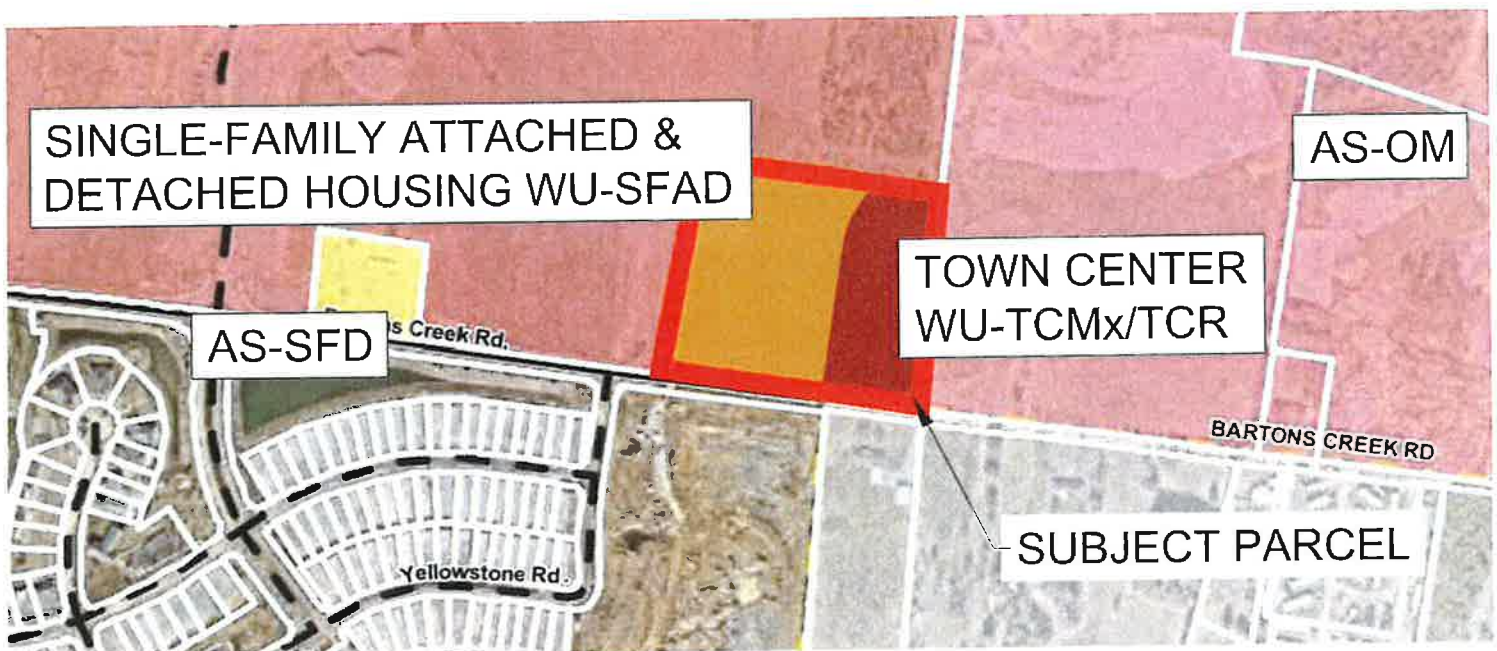 SINGLE-FAMILY ATTACHED &
DETACHED HOUSING WU-SFAD
AS-OM
TOWN CENTER
WU-TCMx/TCR
AS-SFD
Creek Rd.
BARTONS CREEK RD
SUBJECT PARCEL
Yellowstone Rd.